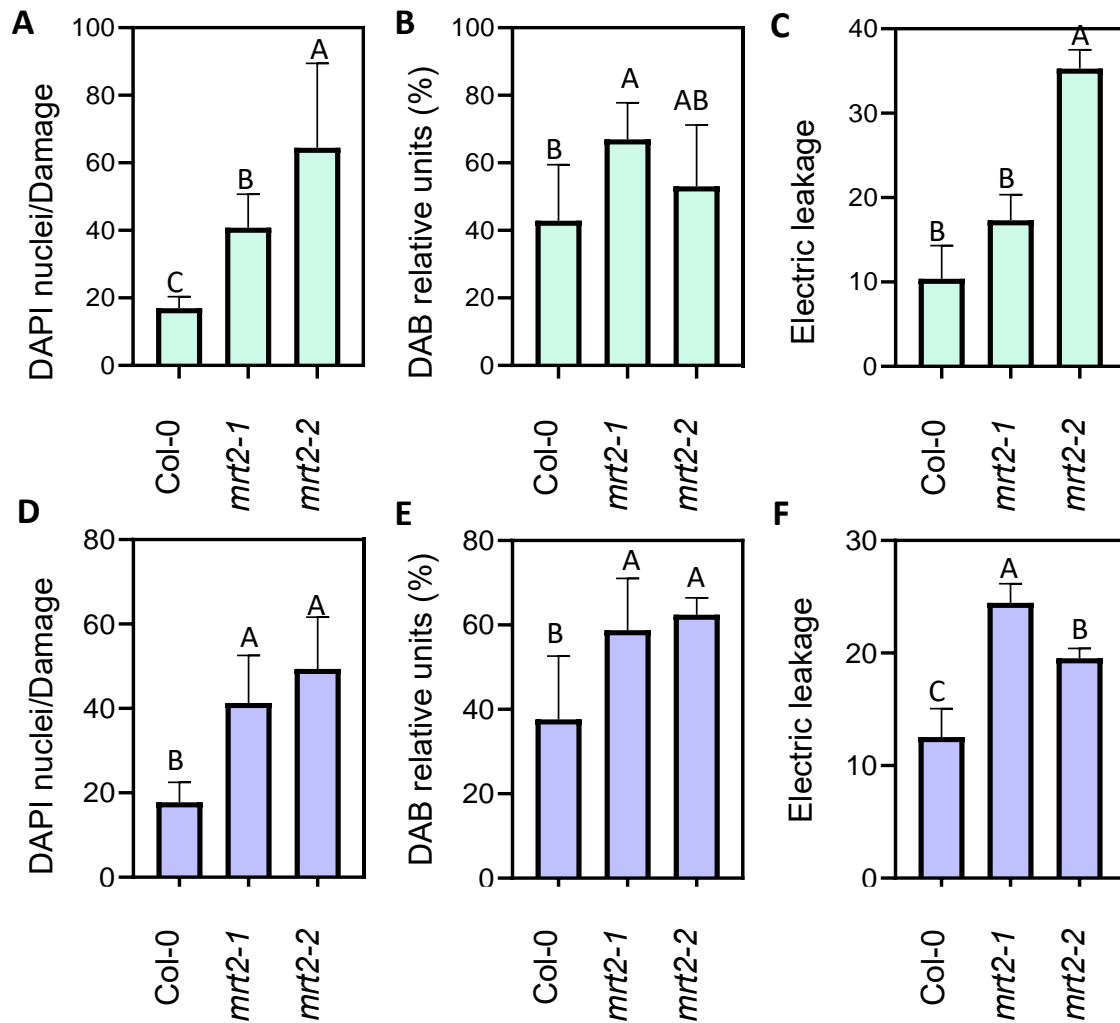 A
DAPI nuclei/Damage
100
80
60
40
20
0
C
B
A
Col-0
mrt2-1
mrt2-2
B
DAB relative units (%)
100
80
60
40
20
0
B
A
AB
Col-0
mrt2-1
mrt2-2
C
Electric leakage
40
30
20
10
0
B
B
A
Col-0
mrt2-1
mrt2-2
D
DAPI nuclei/Damage
80
60
40
20
0
B
A
A
Col-0
mrt2-1
mrt2-2
E
DAB relative units (%)
80
60
40
20
0
B
A
A
Col-0
mrt2-1
mrt2-2
F
Electric leakage
30
20
10
0
C
A
B
Col-0
mrt2-1
mrt2-2